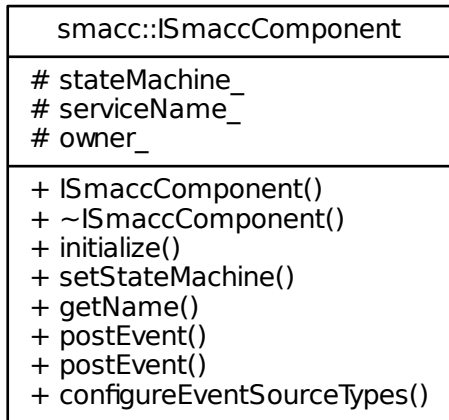 smacc::ISmaccComponent
# stateMachine_
# serviceName_
# owner_
+ ISmaccComponent()
+ ~ISmaccComponent()
+ initialize()
+ setStateMachine()
+ getName()
+ postEvent()
+ postEvent()
+ configureEventSourceTypes()